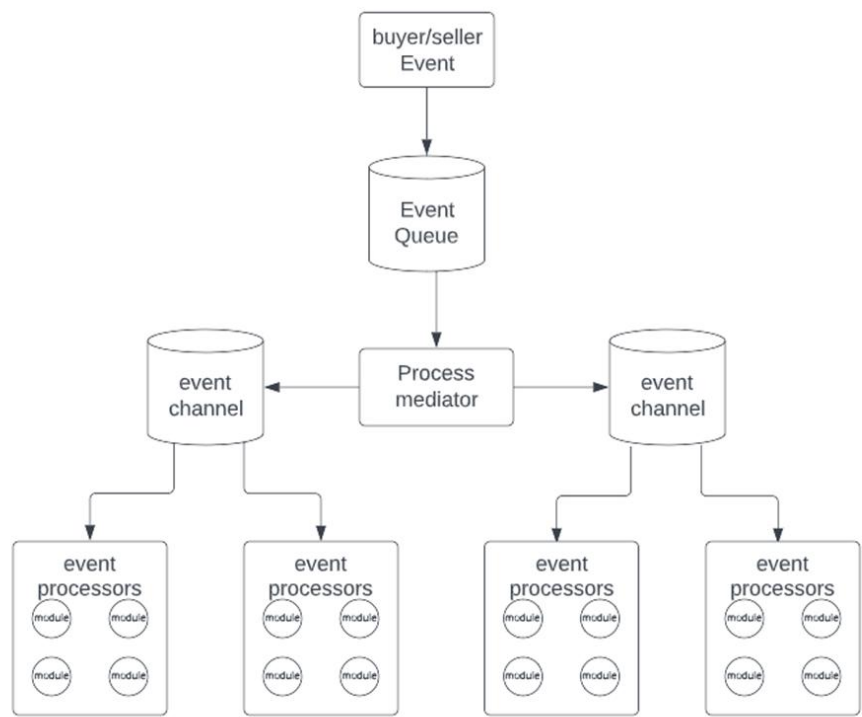 buyer/seller
Event
Event
Queue
event
channel
Process
mediator
event
channel
event
processors
module
module
module
module
event
processors
module
module
module
module
event
processors
module
module
module
module
event
processors
module
module
module
module